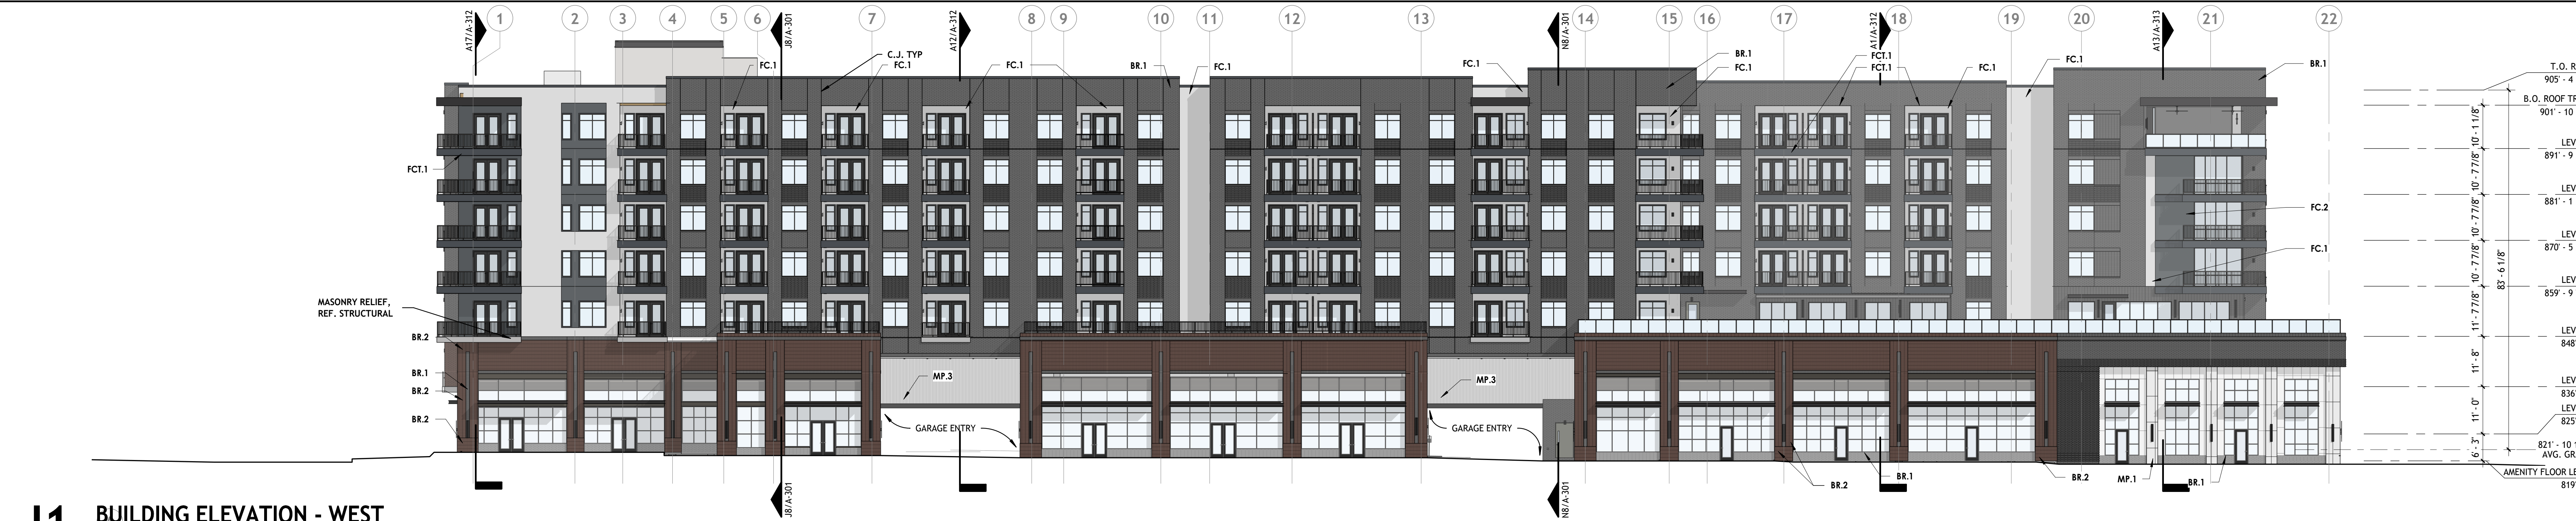 A17/A-312
1
2
3
4
5
6
J8/A-301
7
A12/A-312
8
9
10
11
12
13
N8/A-301
14
15
16
17
A1/A-312
18
19
20
A13/A-313
21
22
FC.1
C.J. TYP
FC.1
FC.1
BR.1
FC.1
FC.1
BR.1
FC.1
FCT.1
FCT.1
FC.1
FC.1
BR.1
T.O. R
905' - 4
B.O. ROOF TR
901' - 10
LEV
891' - 9
LEV
881' - 1
LEV
870' - 5
LEV
859' - 9
LEV
848'
LEV
836'
LEV
825'
821' - 10 1
AVG. GR
AMENITY FLOOR LE
819'
10' - 1 1/8"
10' - 7 7/8"
10' - 7 7/8"
10' - 7 7/8"
11' - 7 7/8"
11' - 8"
11' - 0"
6' - 3"
83' - 6 1/8"
FCT.1
FC.2
FC.1
MASONRY RELIEF,
REF. STRUCTURAL
BR.2
BR.1
BR.2
BR.2
MP.3
MP.3
GARAGE ENTRY
GARAGE ENTRY
BR.2
BR.1
BR.2
MP.1
BR.1
J8/A-301
N8/A-301
J1
BUILDING ELEVATION - WEST